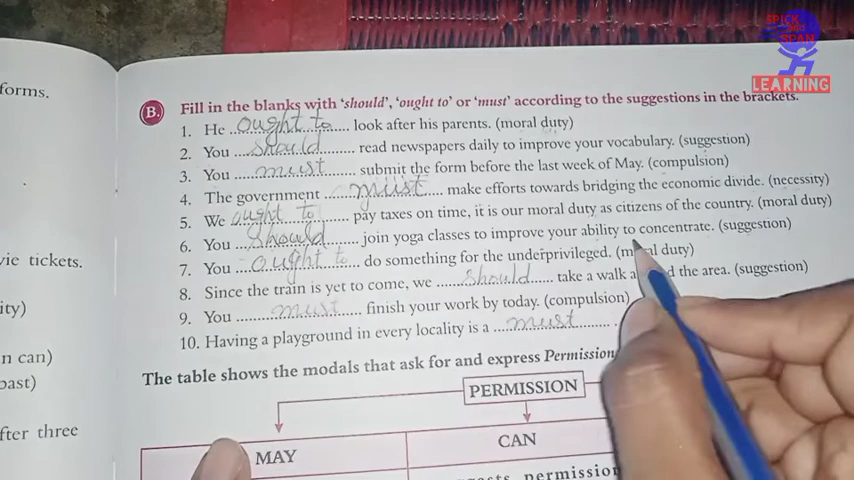 SPICK
and
SPAN
LEARNING
forms.
B. Fill in the blanks with 'should', 'ought to' or 'must' according to the suggestions in the brackets.
1. He ought to look after his parents. (moral duty)
2. You should read newspapers daily to improve your vocabulary. (suggestion)
3. You must submit the form before the last week of May. (compulsion)
4. The government must make efforts towards bridging the economic divide. (necessity)
5. We ought to pay taxes on time, it is our moral duty as citizens of the country. (moral duty)
6. You should join yoga classes to improve your ability to concentrate. (suggestion)
7. You ought to do something for the underprivileged. (moral duty)
8. Since the train is yet to come, we should take a walk the area. (suggestion)
9. You must finish your work by today. (compulsion)
10. Having a playground in every locality is a must.
vie tickets.
ity)
n can)
past)
fter three
The table shows the modals that ask for and express Permission
PERMISSION
MAY CAN
permission